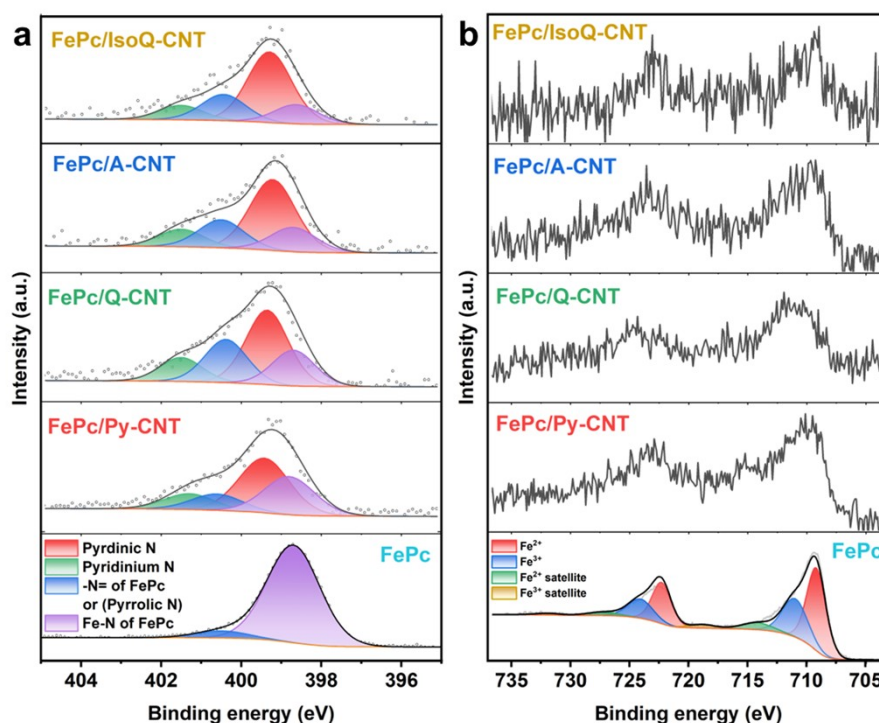 a
FePc/IsoQ-CNT
FePc/A-CNT
FePc/Q-CNT
FePc/Py-CNT
FePc
Pyrdinic N
Pyridinium N
-N= of FePc
or (Pyrrolic N)
Fe-N of FePc
Intensity (a.u.)
404 402 400 398 396
Binding energy (eV)
b
FePc/IsoQ-CNT
FePc/A-CNT
FePc/Q-CNT
FePc/Py-CNT
FePc
Fe²⁺
Fe³⁺
Fe²⁺ satellite
Fe³⁺ satellite
Intensity (a.u.)
735 730 725 720 715 710 705
Binding energy (eV)